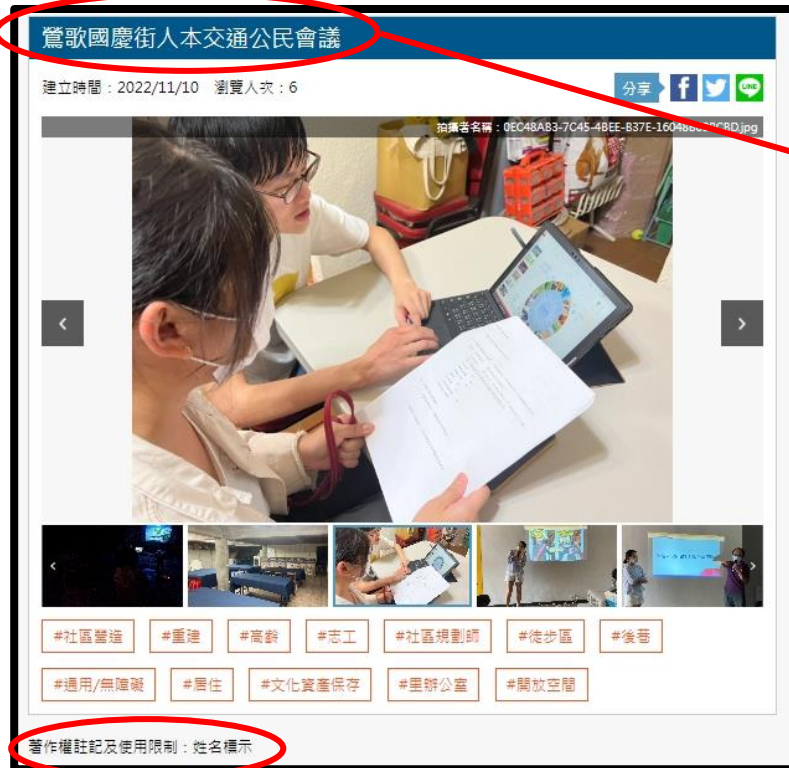 鶯歌國慶街人本交通公民會議
建立時間：2022/11/10 瀏覽人次：6
分享
拍攝者名稱：0EC48AB3-7C45-4BEE-B37E-16048
#社區營造 #重建 #高齡 #志工 #社區規劃師 #徒步區 #後巷
#通用/無障礙 #居住 #文化資產保存 #里辦公室 #開放空間
著作權註記及使用限制：姓名標示